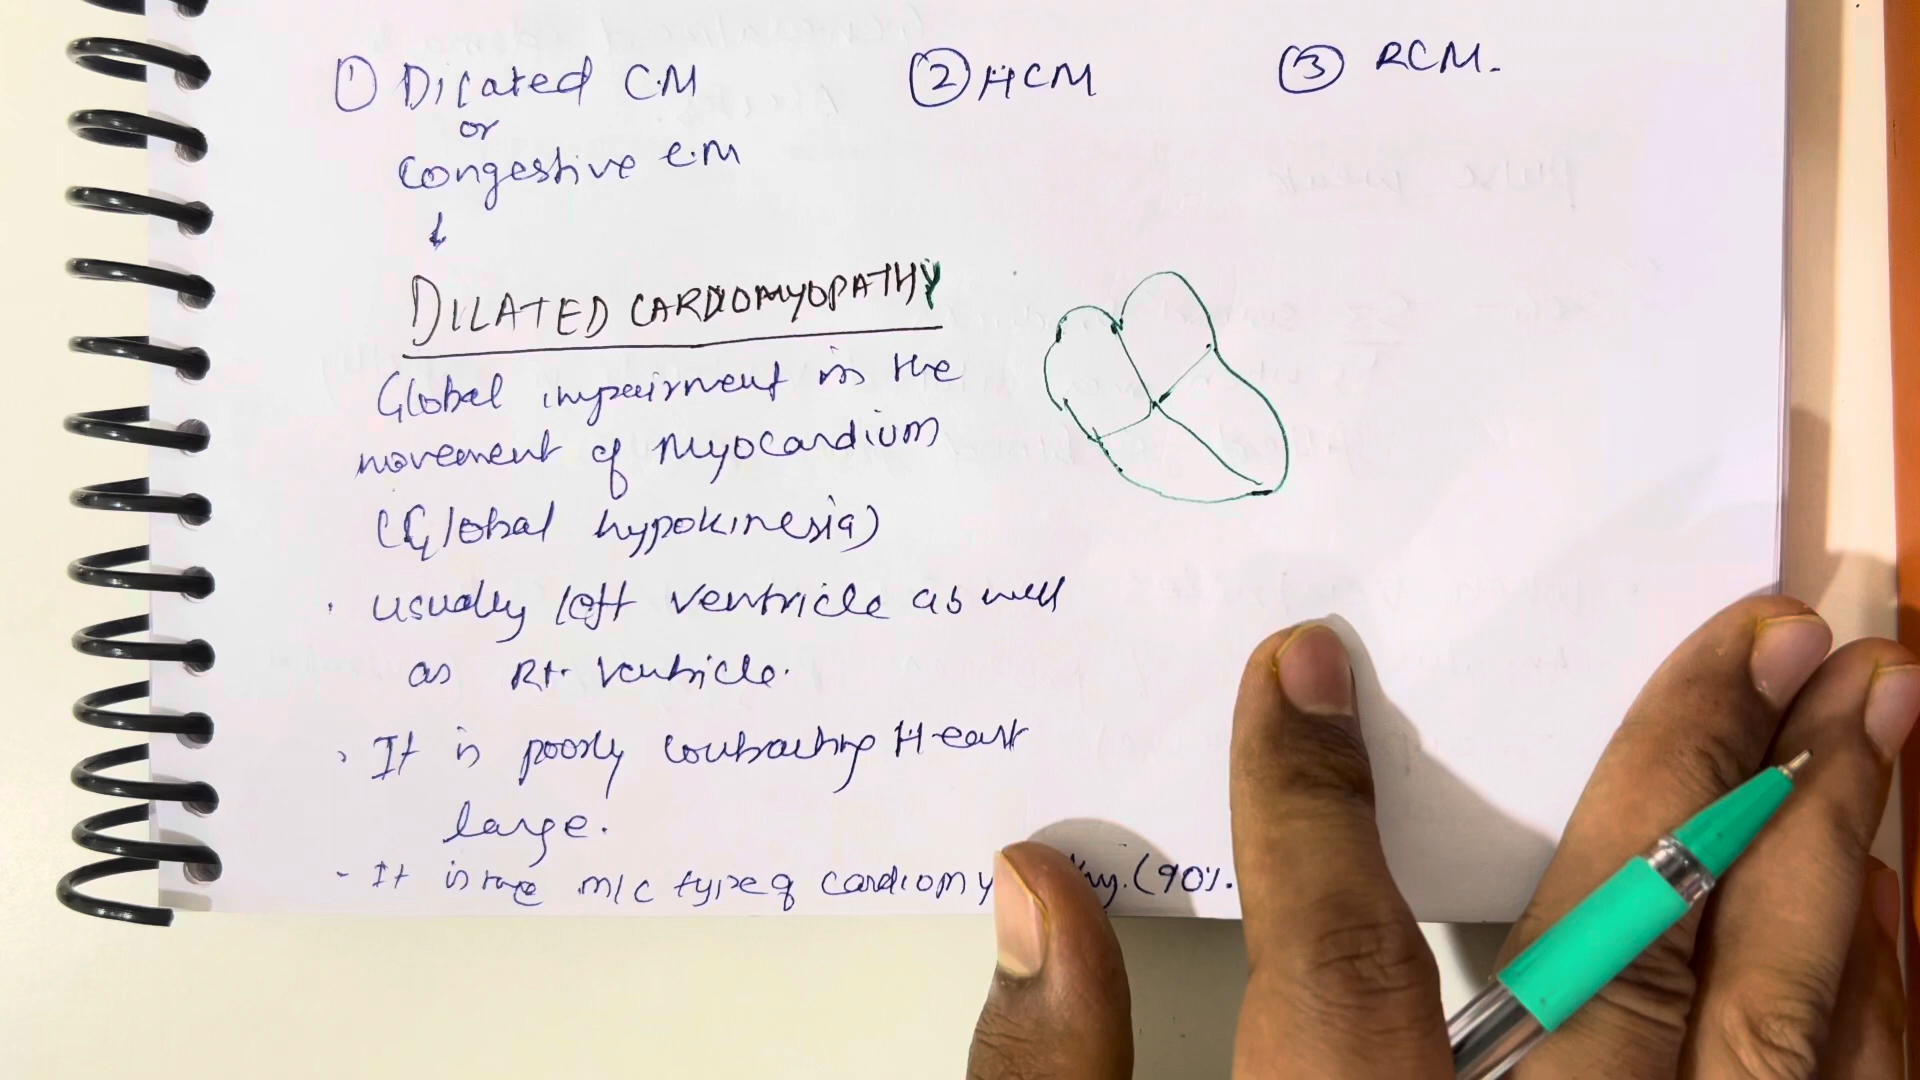 ① Dilated C.M
② HCM
③ RCM.
or
Congestive C.M
DILATED CARDIOMYOPATHY
Global impairment in the
movement of Myocardium
(Global hypokinesia)
· usually left ventricle as well
as Rt. ventricle.
· It is poorly contracting Heart
large.
- It is the m/c type of cardiomy thy. (90%.